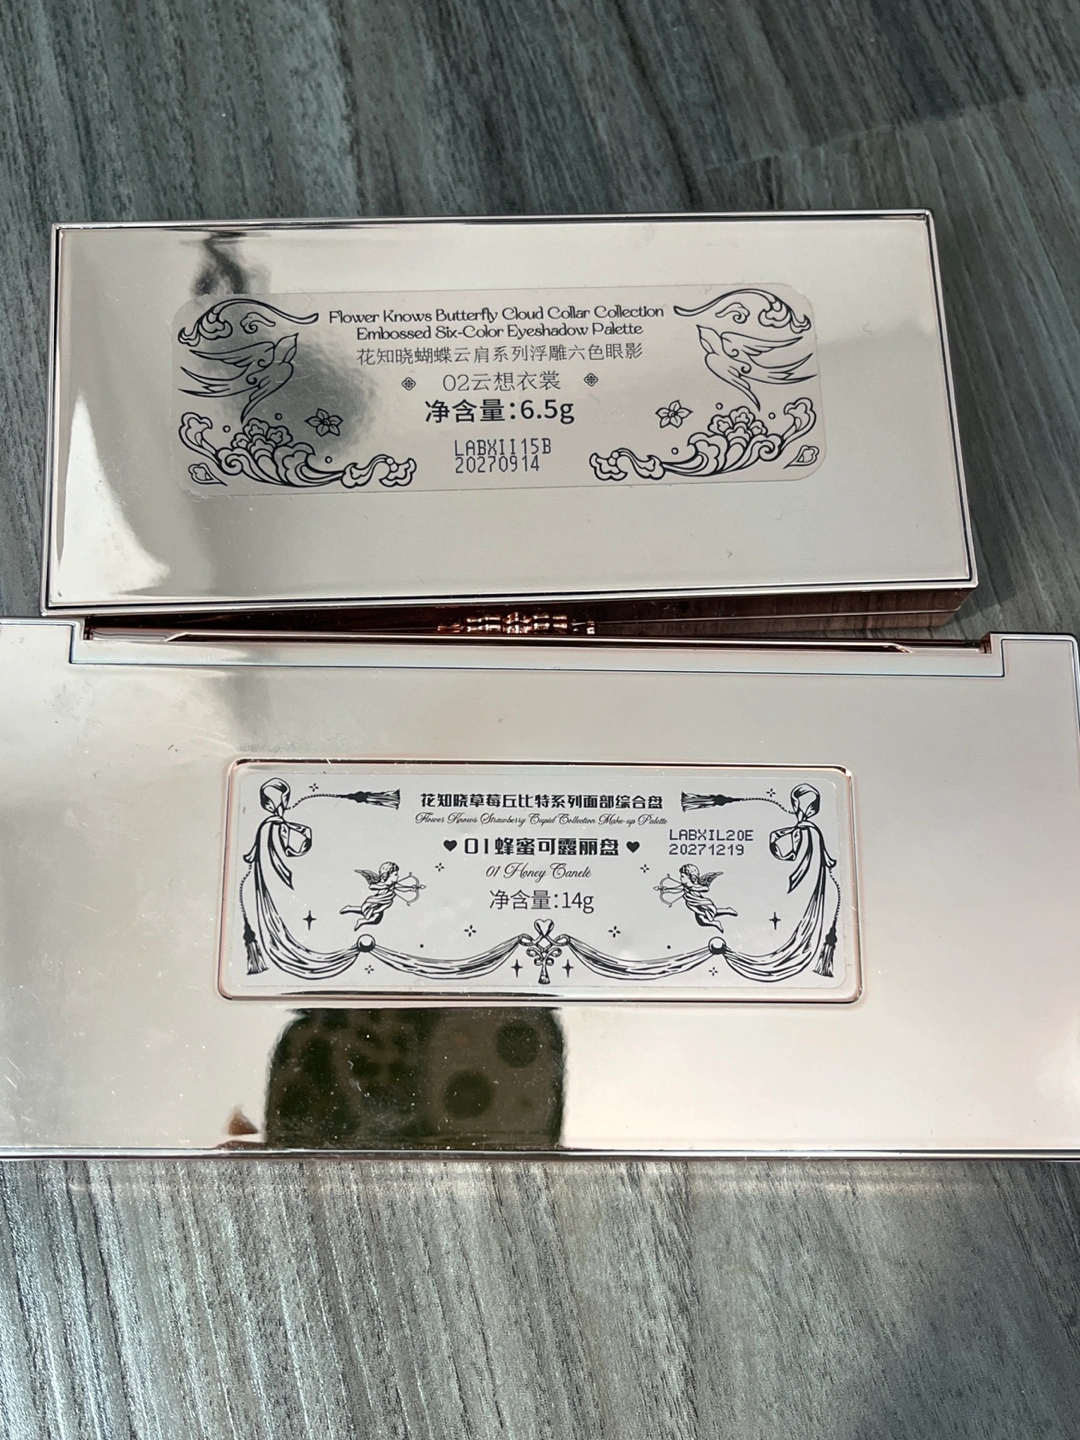 Flower Knows Butterfly Cloud Collar Collection
Embossed Six-Color Eyeshadow Palette
花知晓蝴蝶云肩系列浮雕六色眼影
02云想衣裳
净含量:6.5g
LABXII15B
20270914
花知晓草莓丘比特系列面部综合盘
Flower Knows Strawberry Cupid Collection Make-up Palette
♥01蜂蜜可露丽盘♥
01 Honey Canelé
净含量:14g
LABXIL20E
20271219